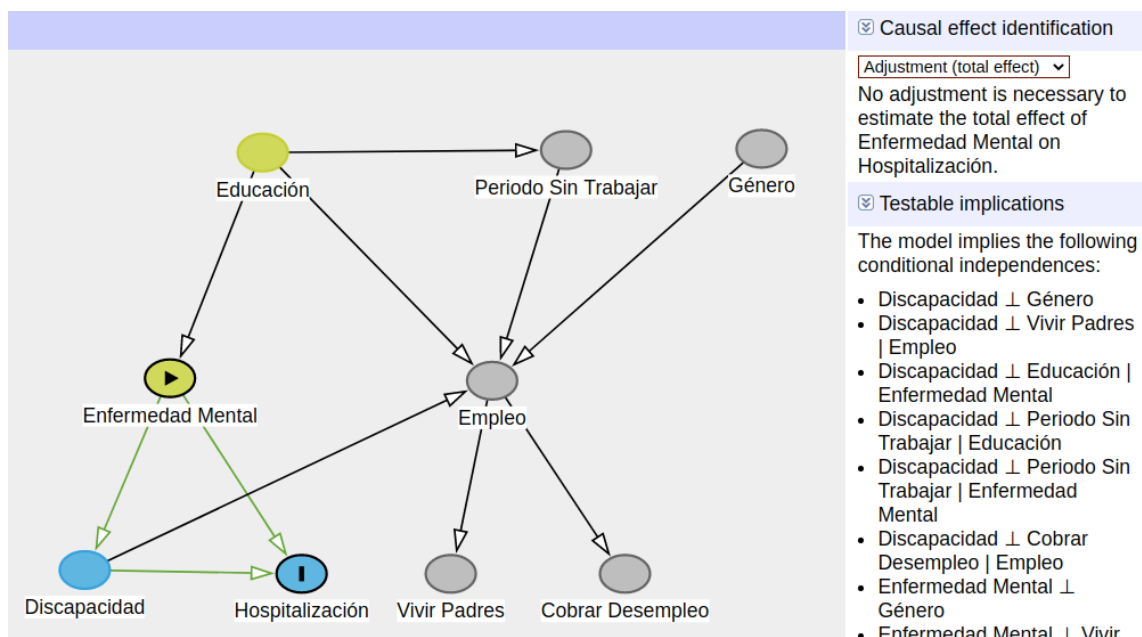 Causal effect identification
Adjustment (total effect)
No adjustment is necessary to
estimate the total effect of
Enfermedad Mental on
Hospitalización.
Testable implications
The model implies the following
conditional independences:
Discapacidad ⊥ Género
Discapacidad ⊥ Vivir Padres
| Empleo
Discapacidad ⊥ Educación |
Enfermedad Mental
Discapacidad ⊥ Periodo Sin
Trabajar | Educación
Discapacidad ⊥ Periodo Sin
Trabajar | Enfermedad
Mental
Discapacidad ⊥ Cobrar
Desempleo | Empleo
Enfermedad Mental ⊥
Género
Enfermedad Mental ⊥ Vivir
Educación
Periodo Sin Trabajar
Género
Enfermedad Mental
Empleo
Discapacidad
Hospitalización
Vivir Padres
Cobrar Desempleo